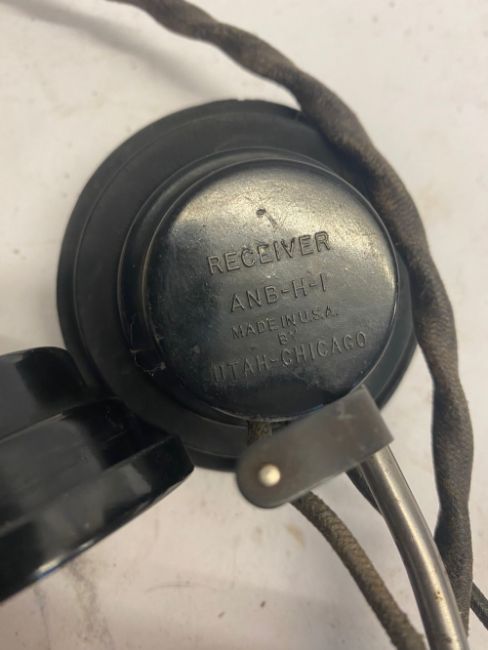 RECEIVER
ANB-H-1
MADE IN U.S.A.
BY
UTAH-CHICAGO